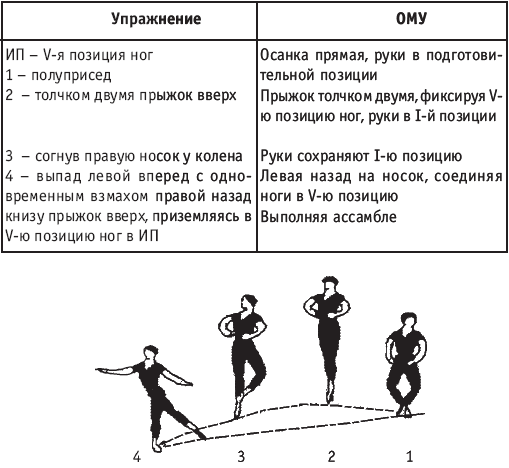 Упражнение
ОМУ
ИП – V-я позиция ног
1 – полуприсед
2 – толчком двумя прыжок вверх
3 – согнув правую носок у колена
4 – выпад левой вперед с одно-
временным взмахом правой назад
книзу прыжок вверх, приземляясь в
V-ю позицию ног в ИП
Осанка прямая, руки в подготови-
тельной позиции
Прыжок толчком двумя, фиксируя V-
ю позицию ног, руки в I-й позиции
Руки сохраняют I-ю позицию
Левая назад на носок, соединяя
ноги в V-ю позицию
Выполняя ассамбле
4 3 2 1